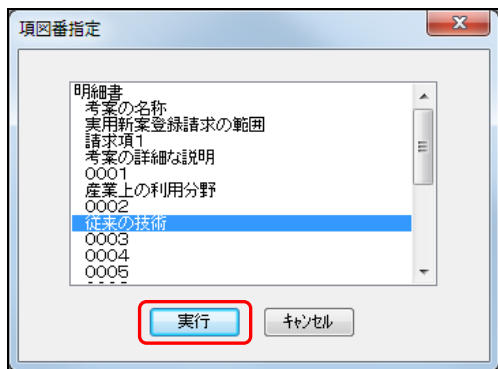 項図番指定
明細書
考案の名称
実用新案登録請求の範囲
請求項1
考案の詳細な説明
0001
産業上の利用分野
0002
従来の技術
0003
0004
0005
実行
キャンセル